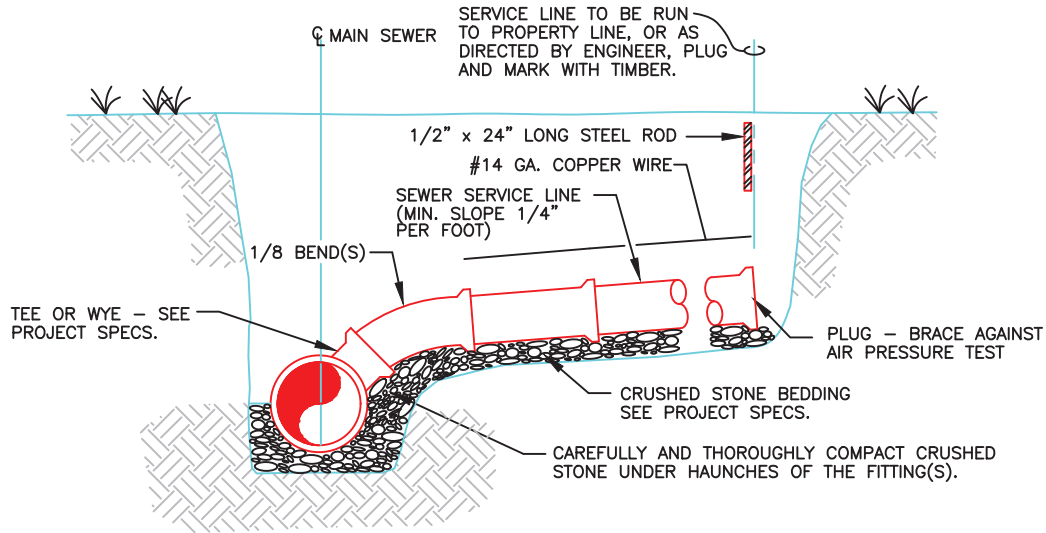 ℄ MAIN SEWER
SERVICE LINE TO BE RUN
TO PROPERTY LINE, OR AS
DIRECTED BY ENGINEER, PLUG
AND MARK WITH TIMBER.
1/2" x 24" LONG STEEL ROD
#14 GA. COPPER WIRE
SEWER SERVICE LINE
(MIN. SLOPE 1/4"
PER FOOT)
1/8 BEND(S)
TEE OR WYE – SEE
PROJECT SPECS.
PLUG – BRACE AGAINST
AIR PRESSURE TEST
CRUSHED STONE BEDDING
SEE PROJECT SPECS.
CAREFULLY AND THOROUGHLY COMPACT CRUSHED
STONE UNDER HAUNCHES OF THE FITTING(S).